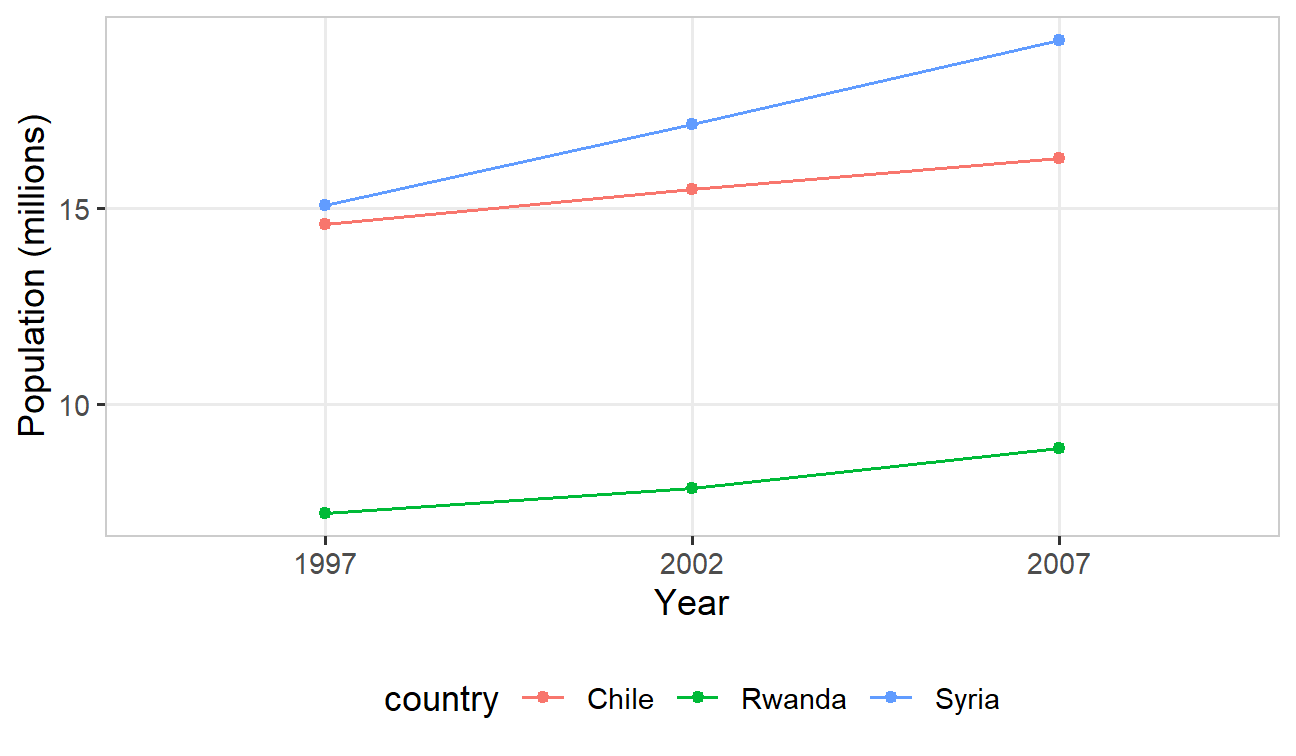 Population (millions)
15
10
1997 2002 2007
Year
country Chile Rwanda Syria